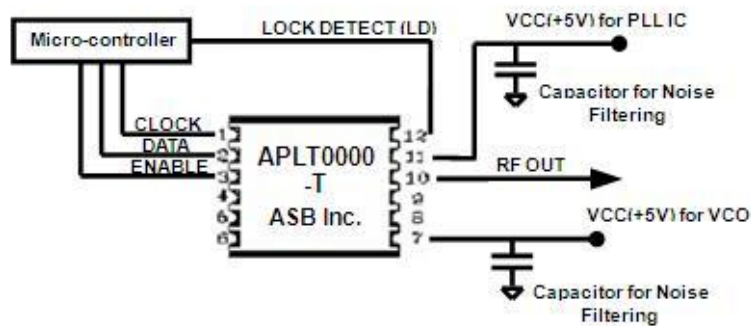 VCC(+5V) for PLL IC
Micro-controller
LOCK DETECT (LD)
Capacitor for Noise
Filtering
CLOCK
DATA
ENABLE
1
2
3
4
5
6
APLT0000
-T
ASB Inc.
12
11
10
9
8
7
RF OUT
VCC(+5V) for VCO
Capacitor for Noise
Filtering